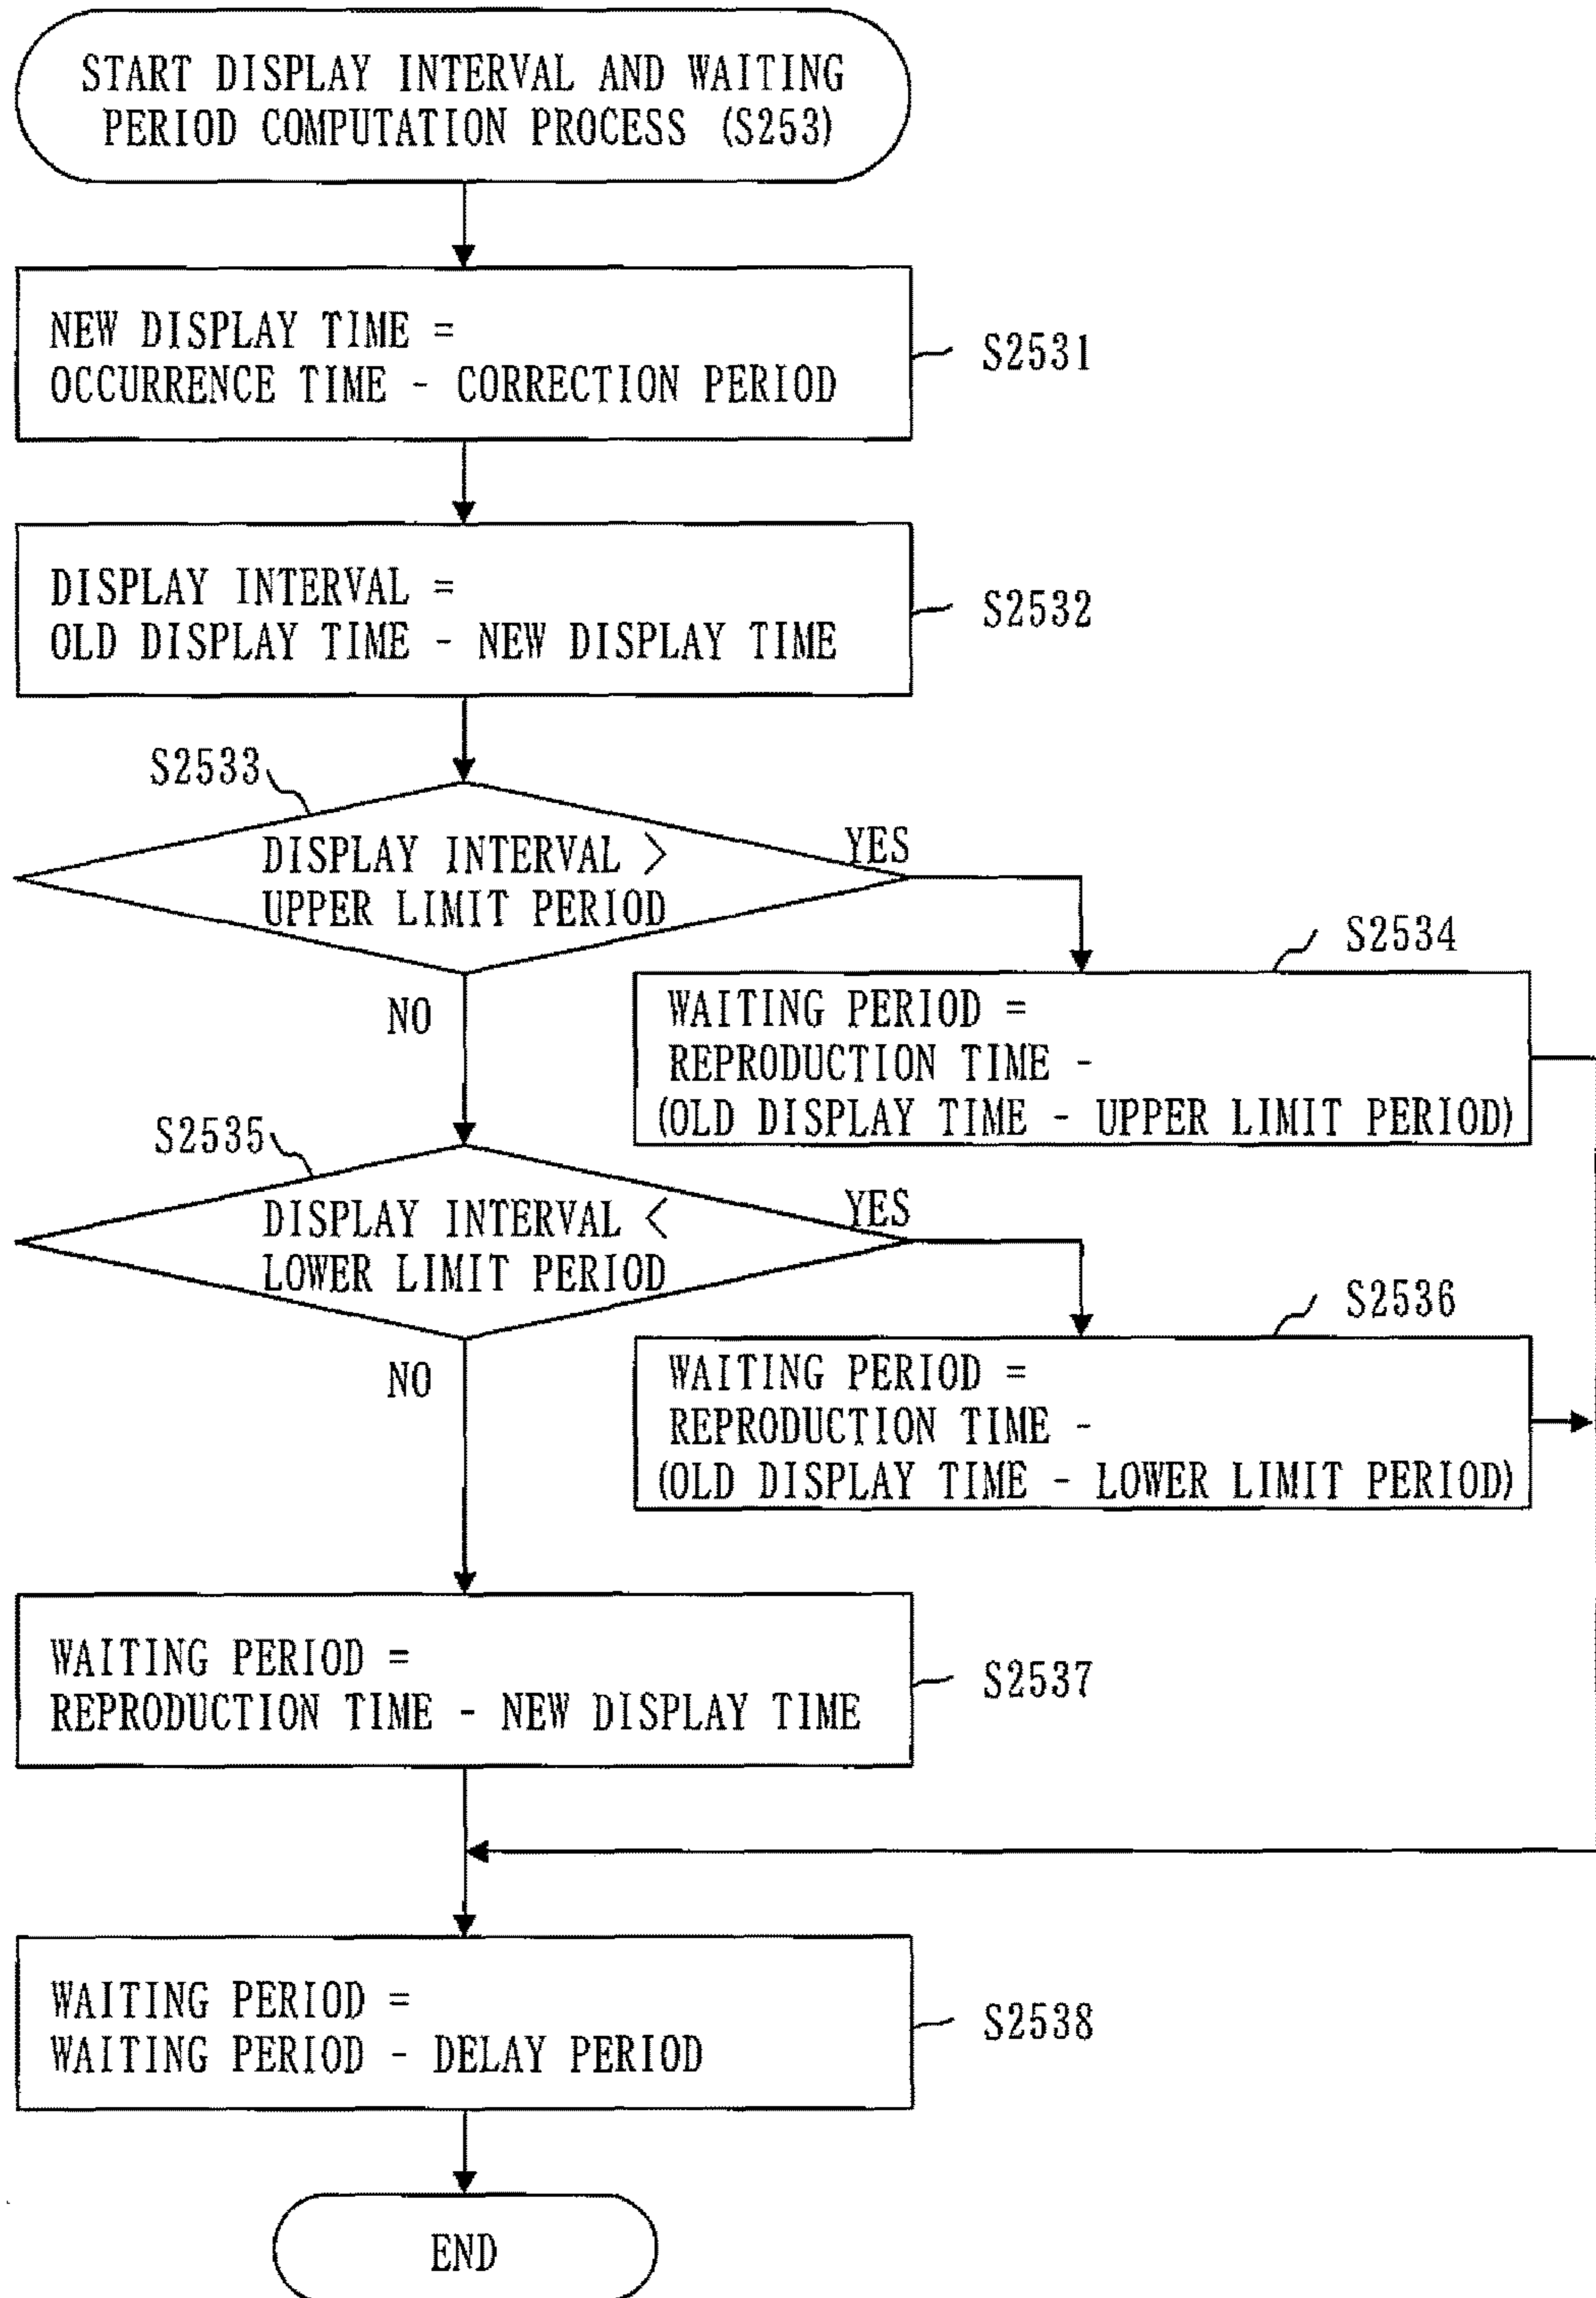 START DISPLAY INTERVAL AND WAITING
PERIOD COMPUTATION PROCESS (S253)
NEW DISPLAY TIME =
OCCURRENCE TIME - CORRECTION PERIOD
S2531
DISPLAY INTERVAL =
OLD DISPLAY TIME - NEW DISPLAY TIME
S2532
S2533
DISPLAY INTERVAL >
UPPER LIMIT PERIOD
YES
NO
S2534
WAITING PERIOD =
REPRODUCTION TIME -
(OLD DISPLAY TIME - UPPER LIMIT PERIOD)
S2535
DISPLAY INTERVAL <
LOWER LIMIT PERIOD
YES
NO
S2536
WAITING PERIOD =
REPRODUCTION TIME -
(OLD DISPLAY TIME - LOWER LIMIT PERIOD)
WAITING PERIOD =
REPRODUCTION TIME - NEW DISPLAY TIME
S2537
WAITING PERIOD =
WAITING PERIOD - DELAY PERIOD
S2538
END